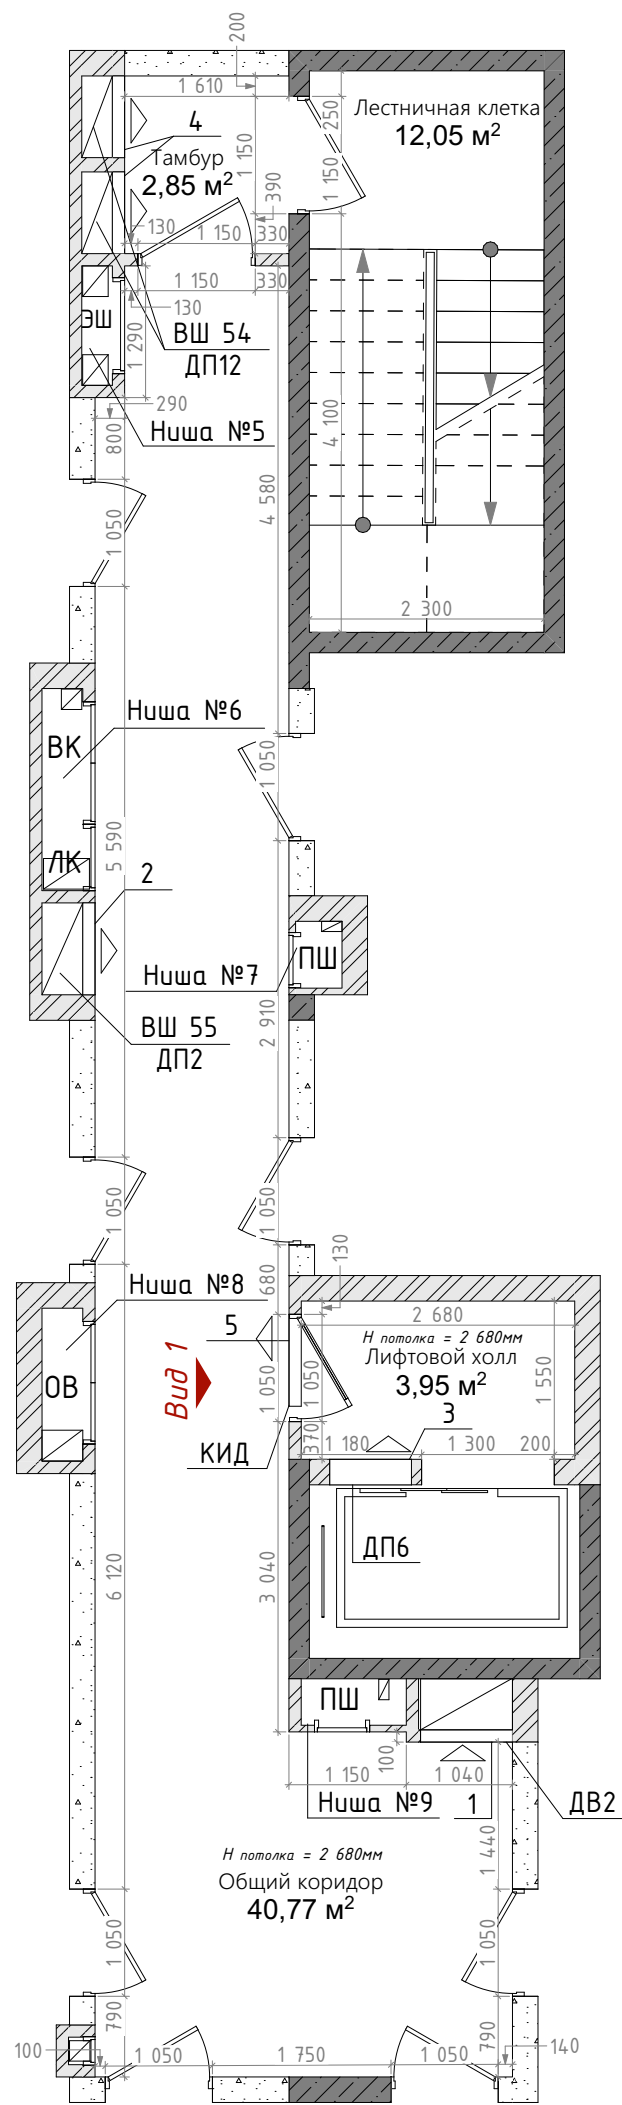 200
1 610
Лестничная клетка
12,05 м²
250
4
1 150
Тамбур
2,85 м²
1 150
390
130
1 150
330
1 150
330
130
ЭШ
ВШ 54
ДП12
1 290
290
Ниша №5
800
4 100
4 580
1 050
2 300
Ниша №6
ВК
1 050
5 590
ЛК
2
Ниша №7
ПШ
ВШ 55
ДП2
2 910
1 050
1 050
130
Ниша №8
680
5
2 680
H потолка = 2 680мм
Лифтовой холл
3,95 м²
Вид 1
1 050
1 050
1 550
ОВ
3
КИД
370
1 180
1 300
200
ДП6
6 120
3 040
ПШ
100
1 150
1 040
Ниша №9
1
ДВ2
H потолка = 2 680мм
Общий коридор
40,77 м²
1 440
1 050
1 050
790
790
100
1 050
1 750
1 050
140